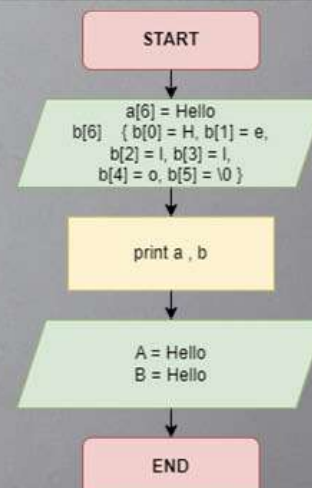 START
a[6] = Hello
b[6] { b[0] = H, b[1] = e,
b[2] = l, b[3] = l,
b[4] = o, b[5] = \0 }
print a , b
A = Hello
B = Hello
END